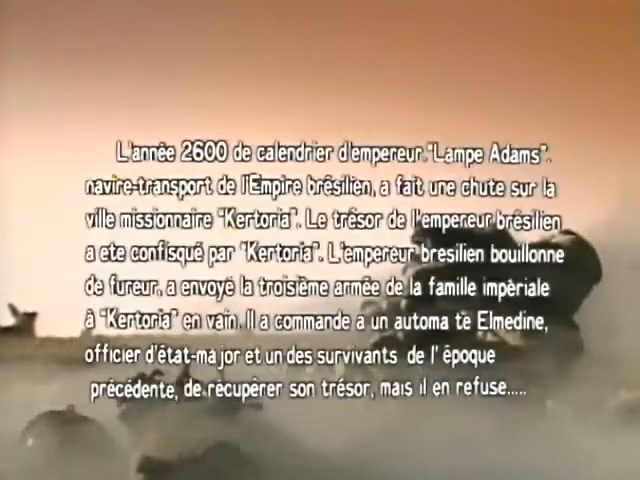 L'année 2600 de calendrier d'empereur."Lampe Adams".
navire-transport de l'Empire brésilien, a fait une chute sur la
ville missionnaire "Kertoria". Le trésor de l'empereur brésilien
a ete confisqué par "Kertoria". L'empereur bresilien bouillonne
de fureur, a envoyé la troisième armée de la famille impèriale
à "Kertoria" en vain. Il a commande a un automa te Elmedine,
officier d'état-major et un des survants de l'époque
précédente, de récupérer son trésor, mais il en refuse.....